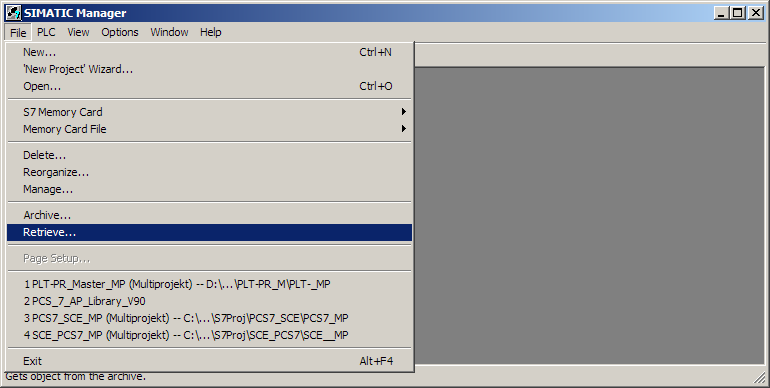 SIMATIC Manager
File PLC View Options Window Help
New... Ctrl+N
'New Project' Wizard...
Open... Ctrl+O
S7 Memory Card
Memory Card File
Delete...
Reorganize...
Manage...
Archive...
Retrieve...
Page Setup...
1 PLT-PR_Master_MP (Multiprojekt) -- D:\...\PLT-PR_M\PLT-_MP
2 PCS_7_AP_Library_V90
3 PCS7_SCE_MP (Multiprojekt) -- C:\...\S7Proj\PCS7_SCE\PCS7_MP
4 SCE_PCS7_MP (Multiprojekt) -- C:\...\S7Proj\SCE_PCS7\SCE__MP
Exit Alt+F4
Gets object from the archive.